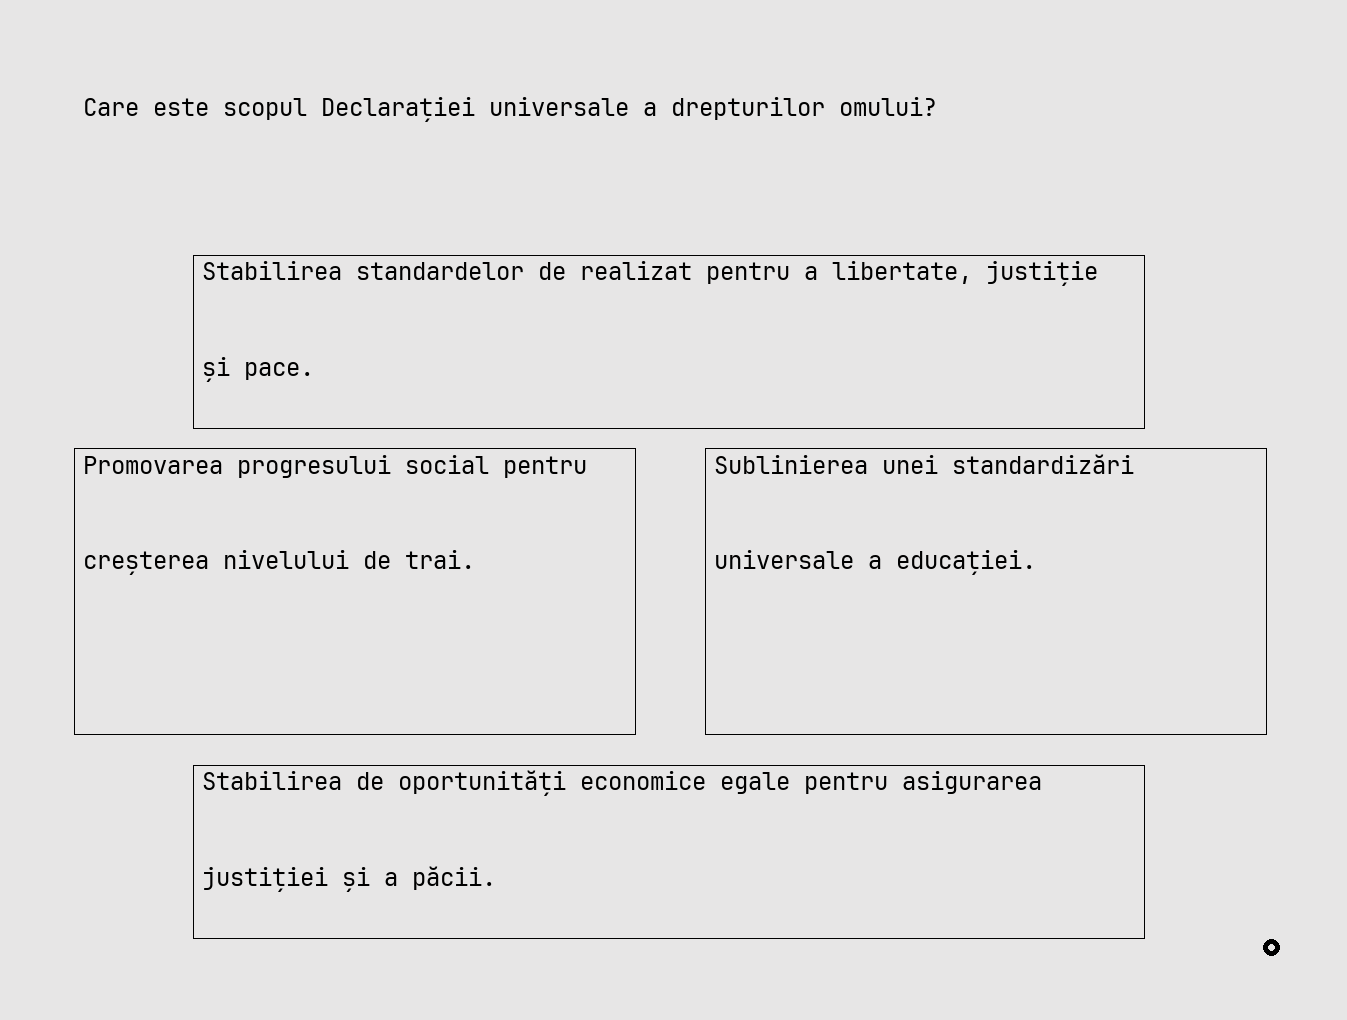 Care este scopul Declarației universale a drepturilor omului?
Stabilirea standardelor de realizat pentru a libertate, justiție
și pace.
Promovarea progresului social pentru
creșterea nivelului de trai.
Sublinierea unei standardizări
universale a educației.
Stabilirea de oportunități economice egale pentru asigurarea
justiției și a păcii.